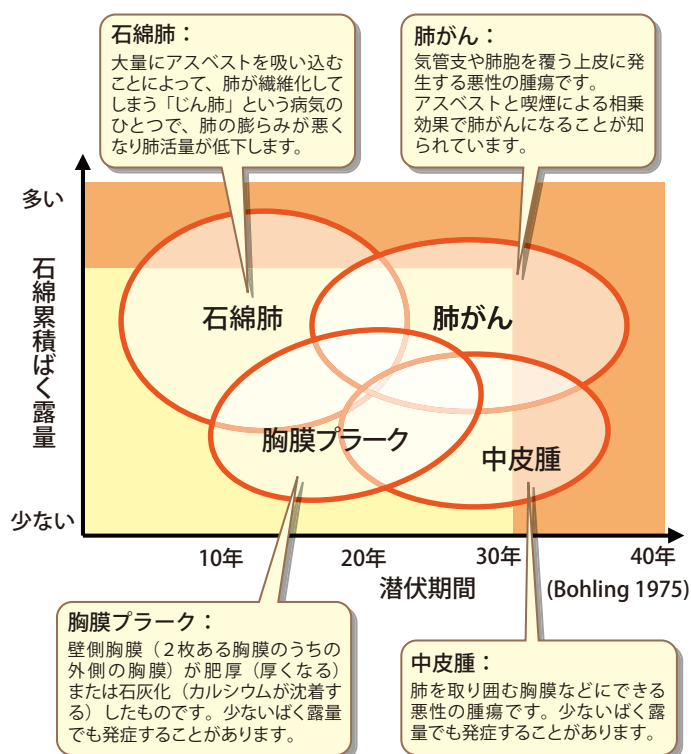 石綿肺：
大量にアスベストを吸い込む
ことによって、肺が繊維化して
しまう「じん肺」という病気の
ひとつで、肺の膨らみが悪く
なり肺活量が低下します。
肺がん：
気管支や肺胞を覆う上皮に発
生する悪性の腫瘍です。
アスベストと喫煙による相乗
効果で肺がんになることが知
られています。
多い
石綿累積ばく露量
少ない
石綿肺
肺がん
胸膜プラーク
中皮腫
10年
20年
30年
40年
潜伏期間
(Bohling 1975)
胸膜プラーク：
壁側胸膜（２枚ある胸膜のうちの
外側の胸膜）が肥厚（厚くなる）
または石灰化（カルシウムが沈着す
る）したものです。少ないばく露量
でも発症することがあります。
中皮腫：
肺を取り囲む胸膜などにできる
悪性の腫瘍です。少ないばく露
量でも発症することがあります。